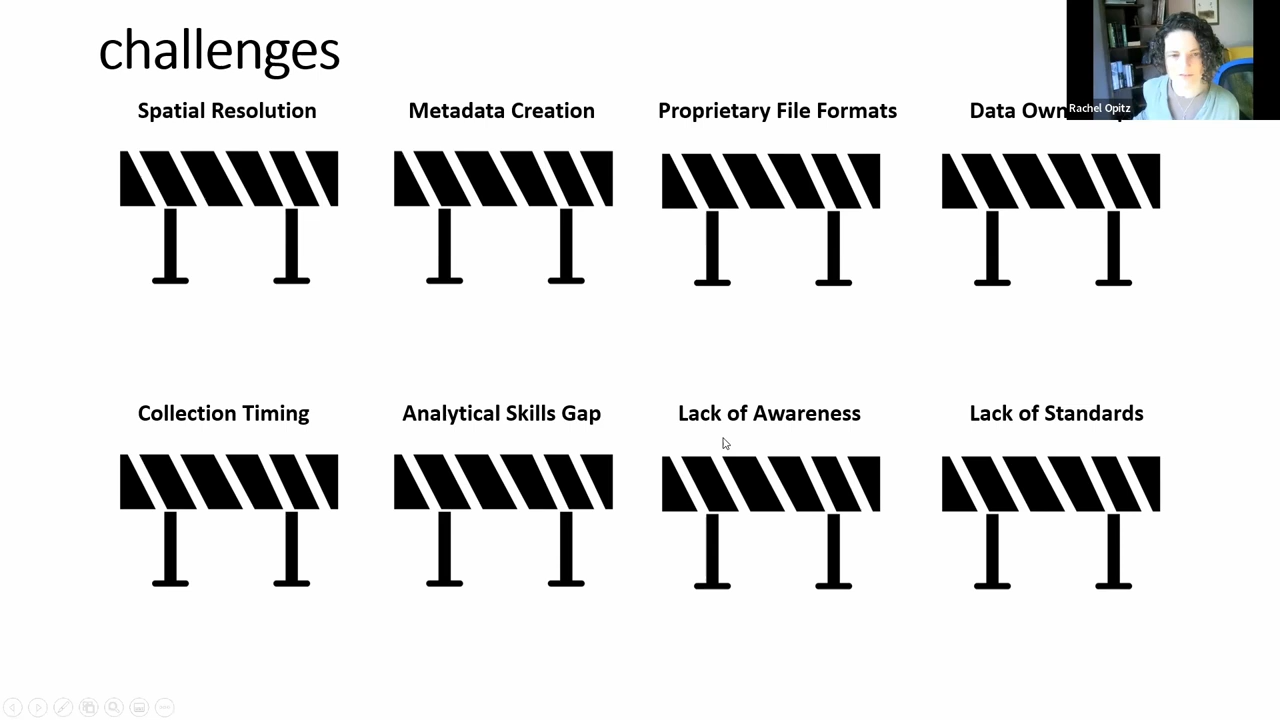 challenges
Spatial Resolution
Metadata Creation
Proprietary File Formats
Data
Rachel Opitz
Collection Timing
Analytical Skills Gap
Lack of Awareness
Lack of Standards